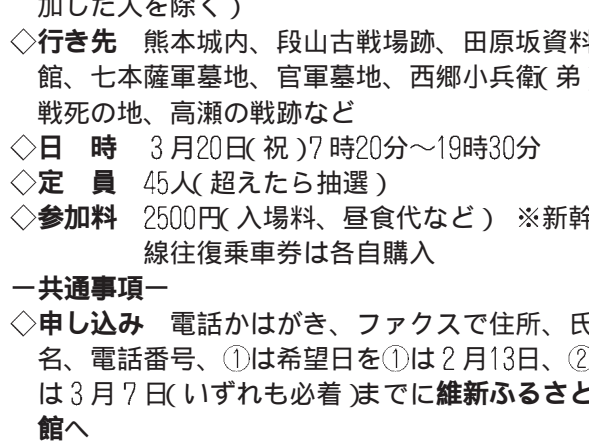 加した人を除く)
◇行き先 熊本城内、段山古戦場跡、田原坂資料
館、七本薩軍墓地、官軍墓地、西郷小兵衛(弟)
戦死の地、高瀬の戦跡など
◇日 時 3月20日(祝)7時20分~19時30分
◇定 員 45人(超えたら抽選)
◇参加料 2500円(入場料、昼食代など) ※新幹
線往復乗車券は各自購入
-共通事項-
◇申し込み 電話かはがき、ファクスで住所、氏
名、電話番号、①は希望日を①は2月13日、②
は3月7日(いずれも必着)までに維新ふるさと
館へ